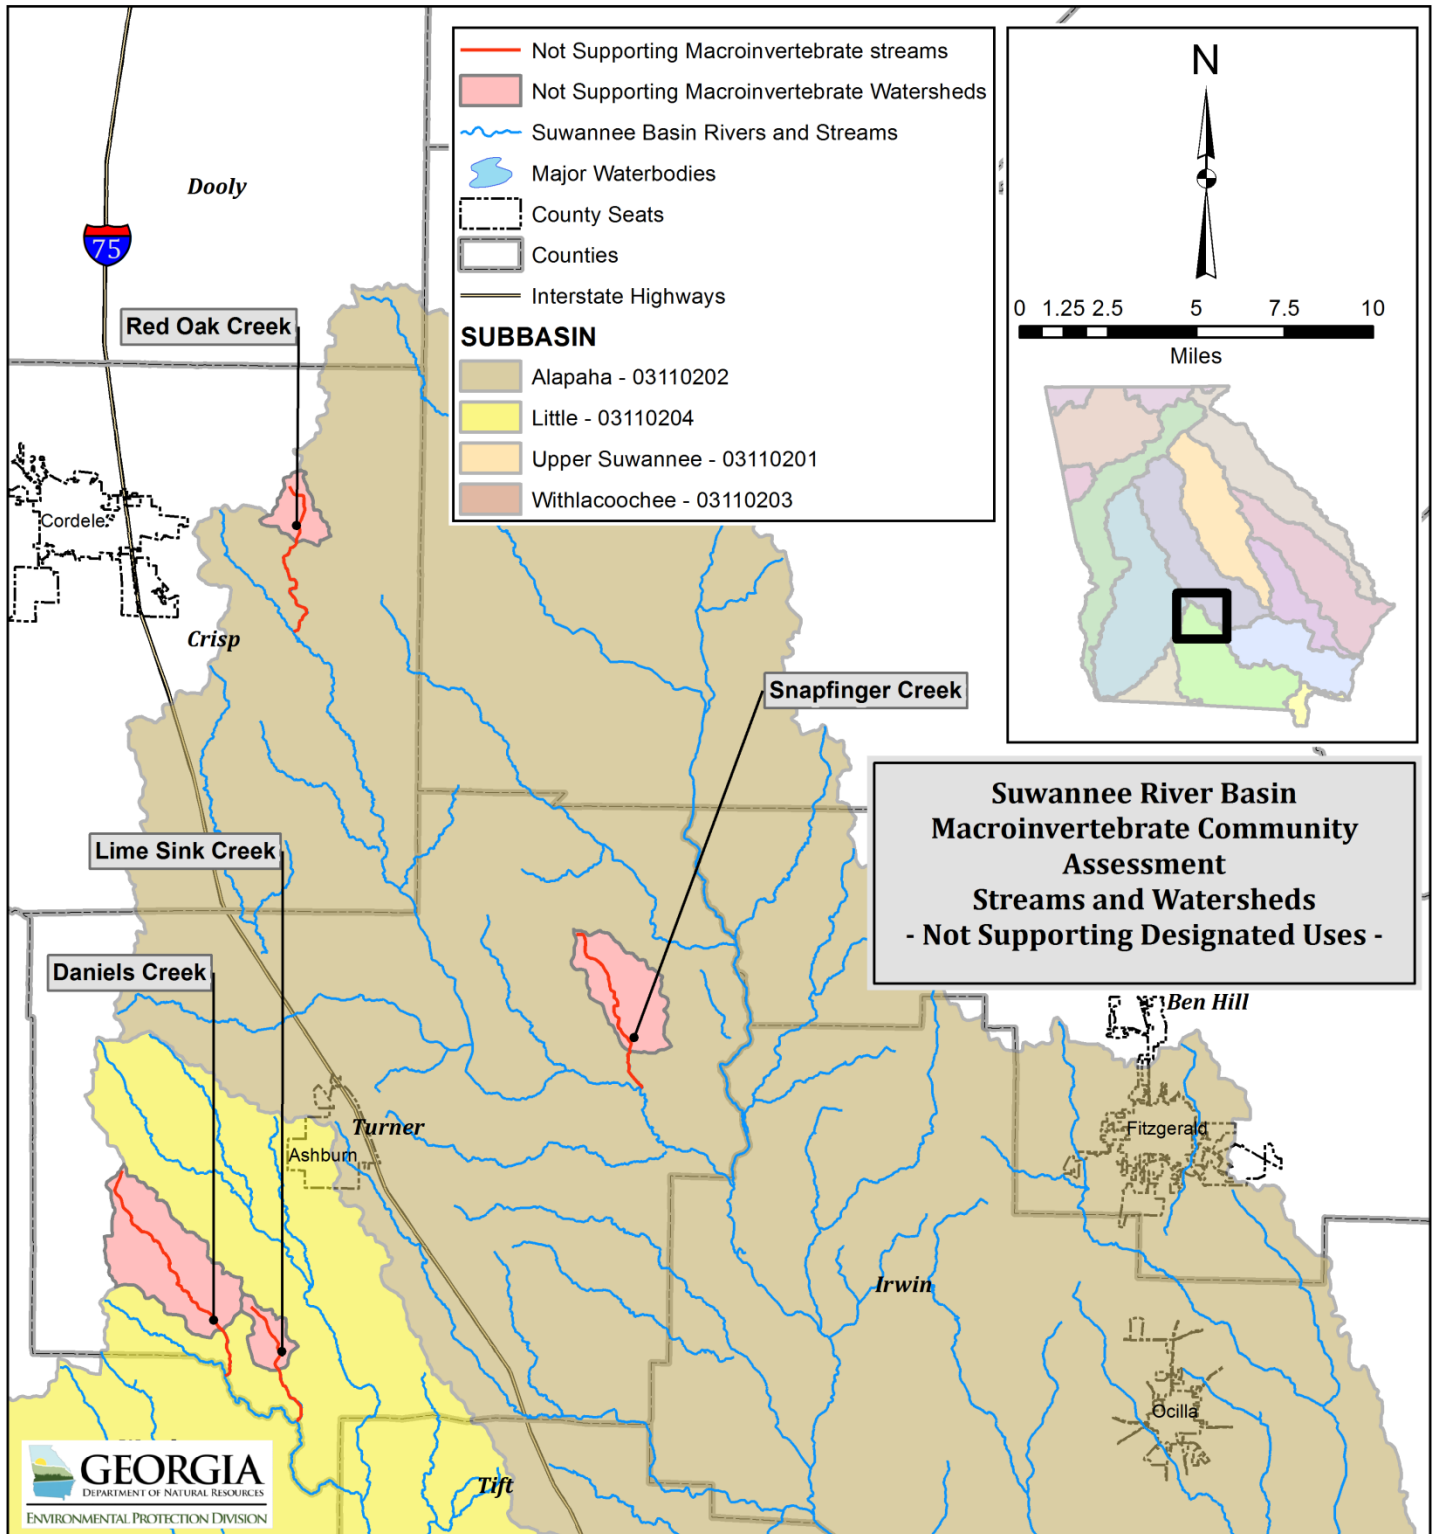 Not Supporting Macroinvertebrate streams
Not Supporting Macroinvertebrate Watersheds
Suwannee Basin Rivers and Streams
Major Waterbodies
County Seats
Counties
Interstate Highways
SUBBASIN
Alapaha - 03110202
Little - 03110204
Upper Suwannee - 03110201
Withlacoochee - 03110203
N
0 1.25 2.5 5 7.5 10
Miles
Dooly
75
Red Oak Creek
Cordele
Crisp
Snapfinger Creek
Suwannee River Basin
Macroinvertebrate Community
Assessment
Streams and Watersheds
- Not Supporting Designated Uses -
Lime Sink Creek
Daniels Creek
Ben Hill
Turner
Ashburn
Fitzgerald
Irwin
Ocilla
Tift
GEORGIA
DEPARTMENT OF NATURAL RESOURCES
ENVIRONMENTAL PROTECTION DIVISION